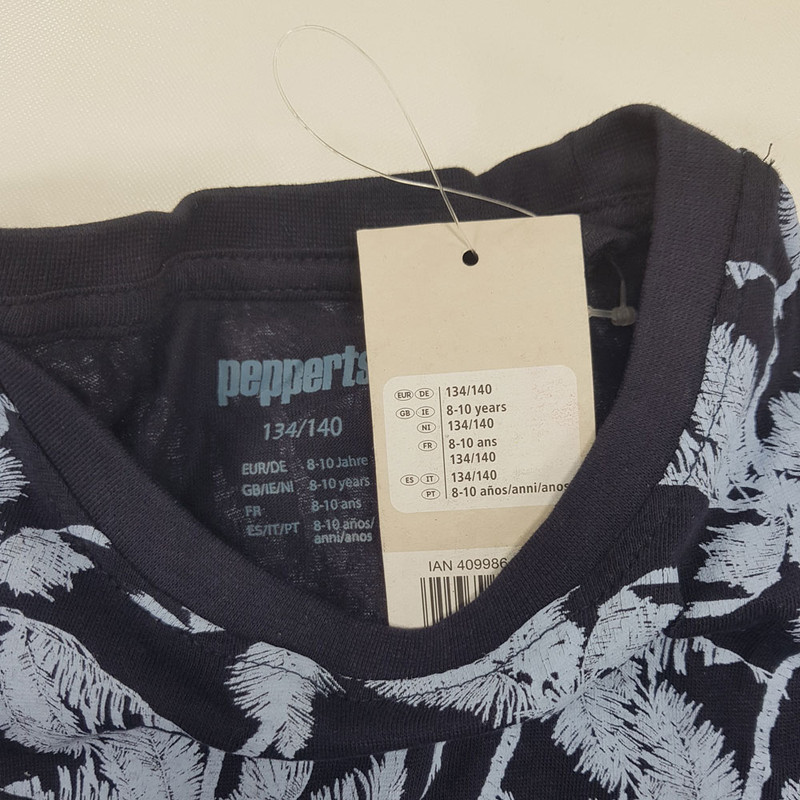 pepperts
134/140
EUR/DE 8-10 Jahre
GB/IE/NI 8-10 years
FR 8-10 ans
ES/IT/PT 8-10 años/
anni/anos
EUR DE 134/140
GB IE 8-10 years
NI 134/140
FR 8-10 ans
134/140
ES IT 134/140
PT 8-10 años/anni/anos
IAN 409986